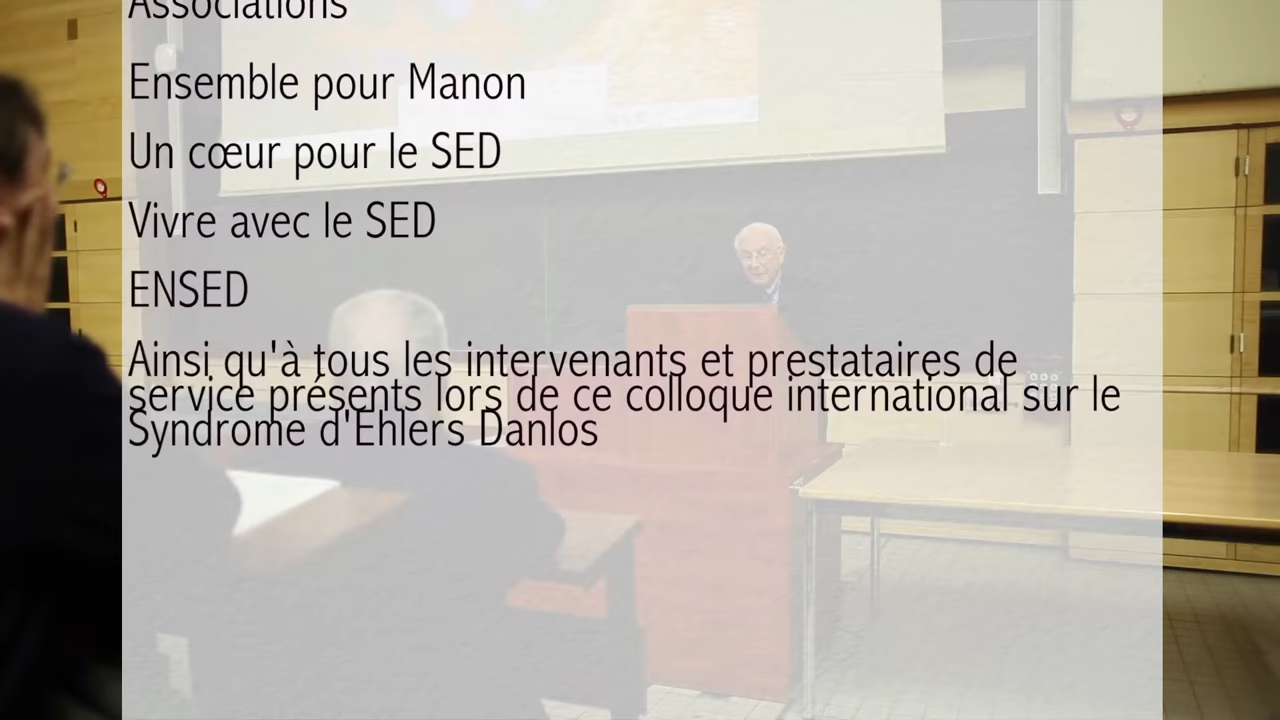 Associations
Ensemble pour Manon
Un cœur pour le SED
Vivre avec le SED
ENSED
Ainsi qu'à tous les intervenants et prestataires de
service présents lors de ce colloque international sur le
Syndrome d'Ehlers Danlos